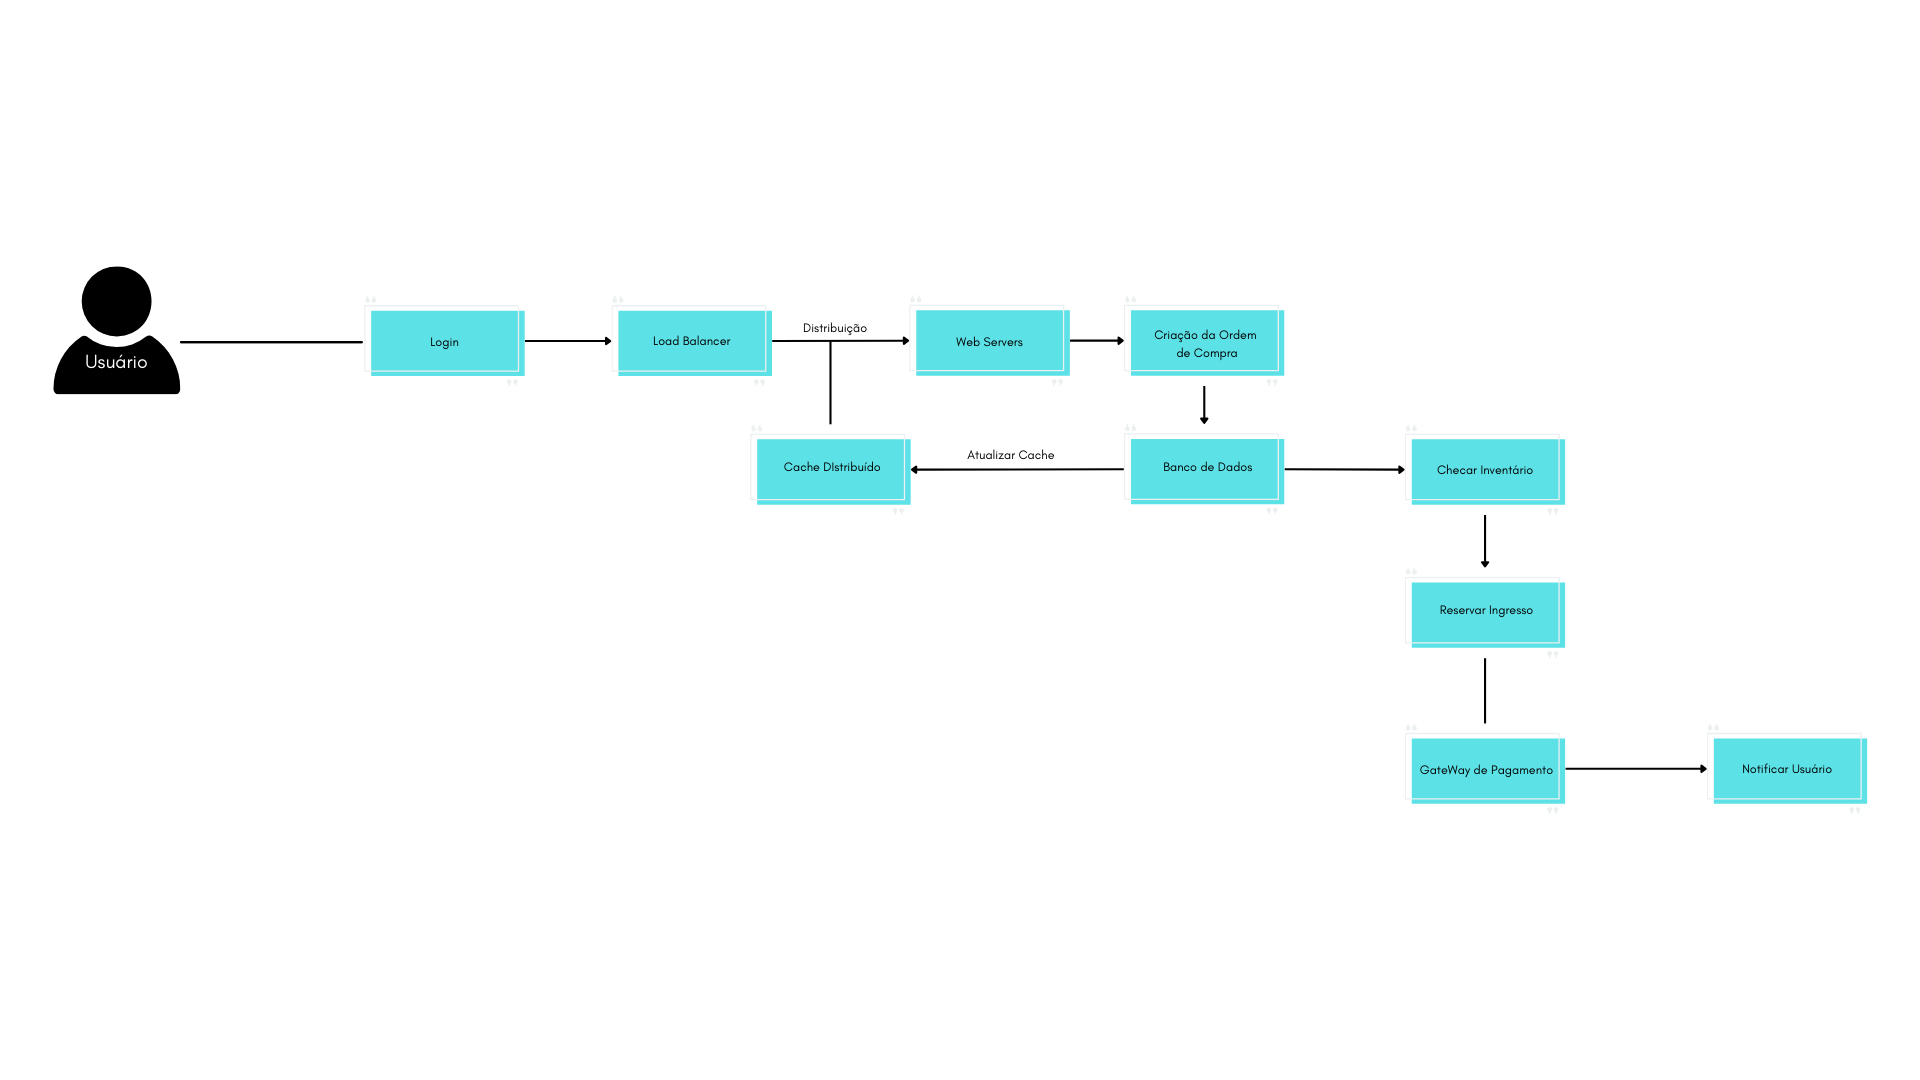 Usuário
Login
Load Balancer
Distribuição
Web Servers
Criação da Ordem
de Compra
Cache DIstribuído
Atualizar Cache
Banco de Dados
Checar Inventário
Reservar Ingresso
GateWay de Pagamento
Notificar Usuário